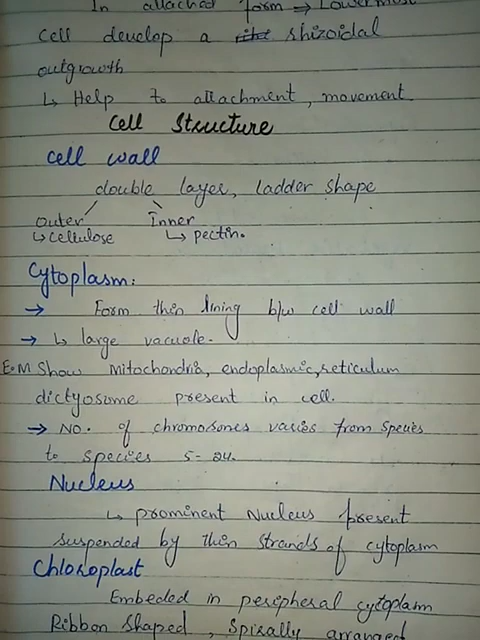 In attached form → Lowermost
cell develop a rhizoidal
outgrowth
↳ Help to attachment, movement
Cell Structure
Cell wall
double layer, ladder shape
outer Inner
↳ cellulose ↳ pectin.
Cytoplasm:
→ Form thin lining b/w cell wall
→ ↳ large vacuole.
E.M Show Mitochondria, endoplasmic, reticulum
dictyosome present in cell.
→ NO. of chromosones varies from Species
to species 5-24.
Nucleus
↳ prominent Nucleus present
suspended by thin strands of cytoplasm
Chloroplast
Embeded in peripheral cytoplasm
Ribbon shaped, Spirally arranged